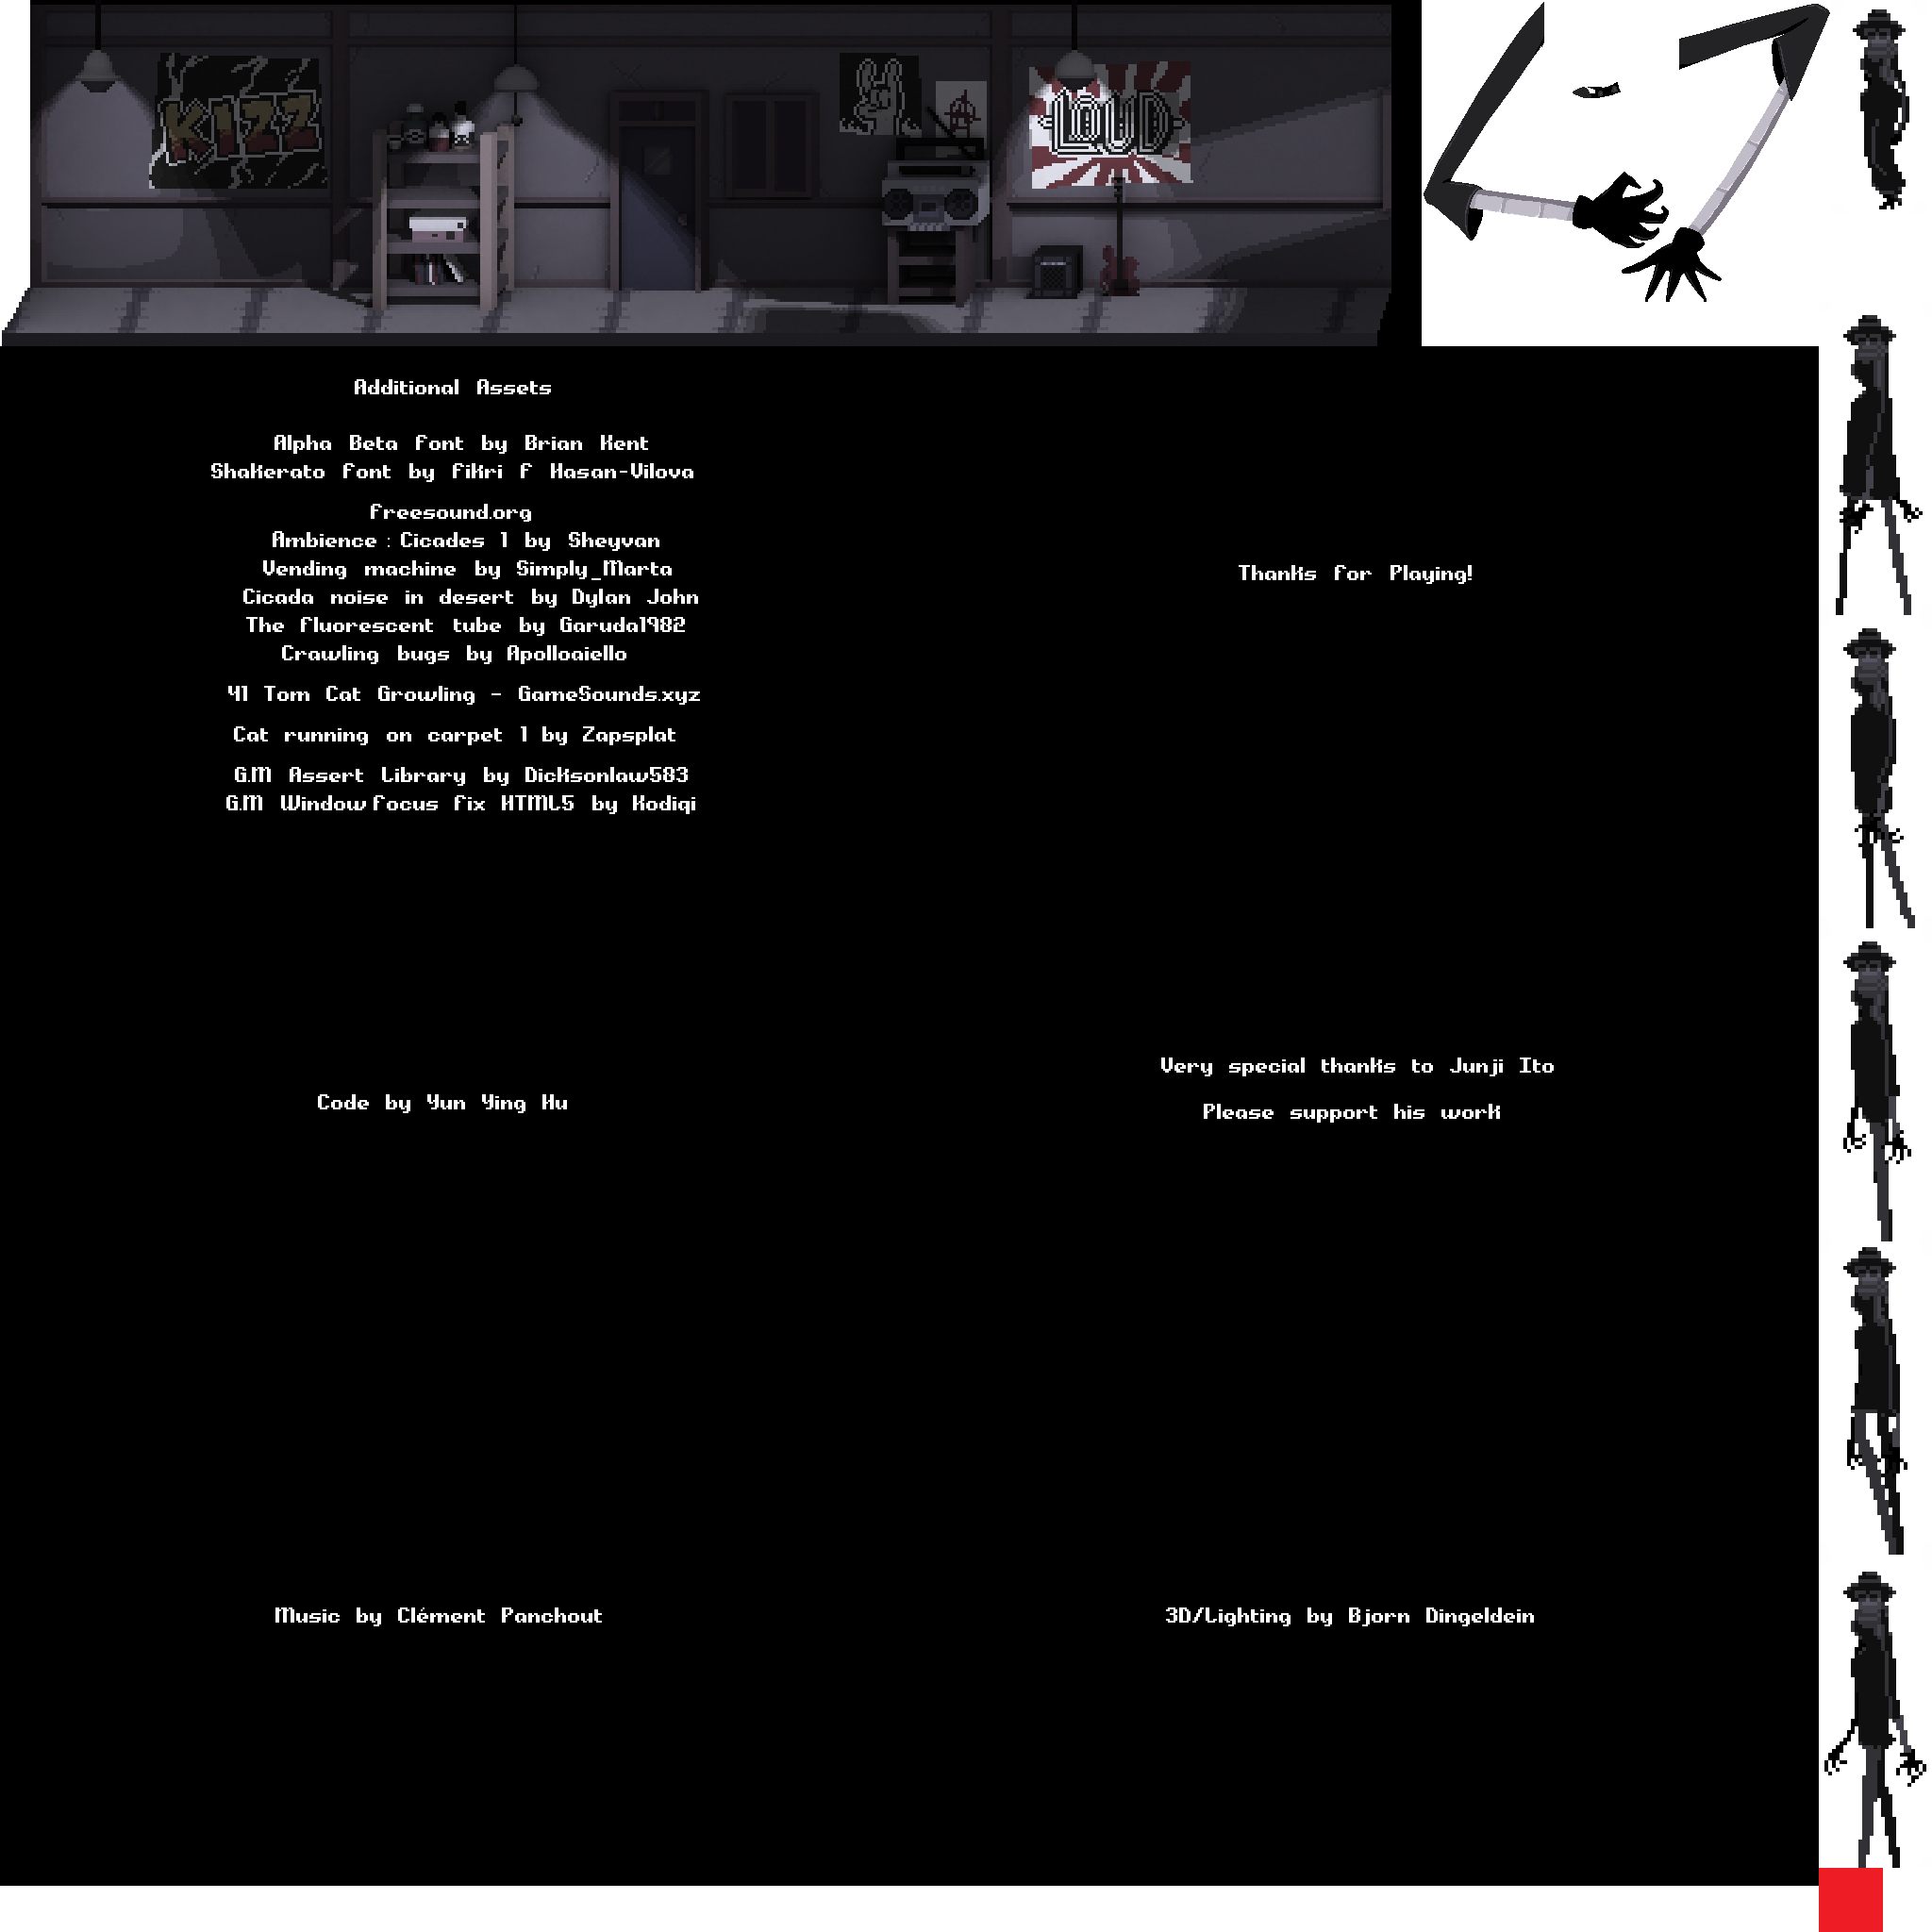 KIZZ
LOUD
Additional Assets
Alpha Beta font by Brian Kent
Shakerato font by Fikri F Hasan-Vilova
freesound.org
Ambience : Cicades 1 by Sheyvan
Vending machine by Simply_Marta
Cicada noise in desert by Dylan John
The fluorescent tube by Garuda1982
Crawling bugs by Apolloaiello
41 Tom Cat Growling - GameSounds.xyz
Cat running on carpet 1 by Zapsplat
G.M Assert Library by Dicksonlaw583
G.M Window focus fix HTML5 by Kodiqi
Thanks for Playing!
Code by Yun Ying Hu
Very special thanks to Junji Ito
Please support his work
Music by Clément Panchout
3D/Lighting by Bjorn Dingeldein